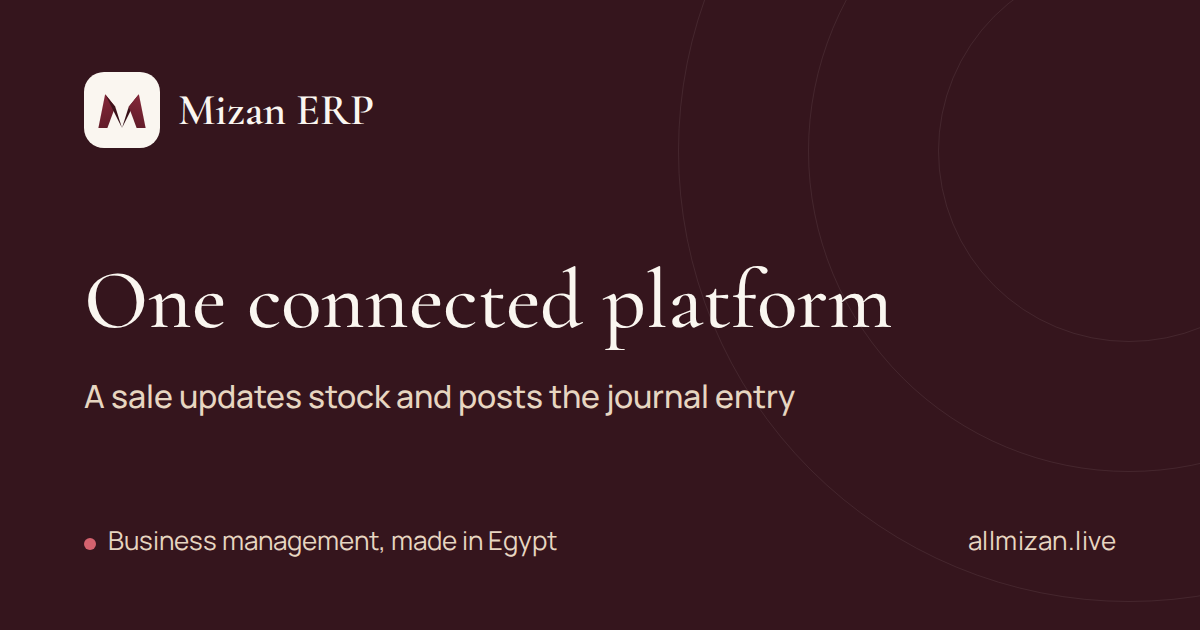 Mizan ERP
One connected platform
A sale updates stock and posts the journal entry
Business management, made in Egypt
allmizan.live